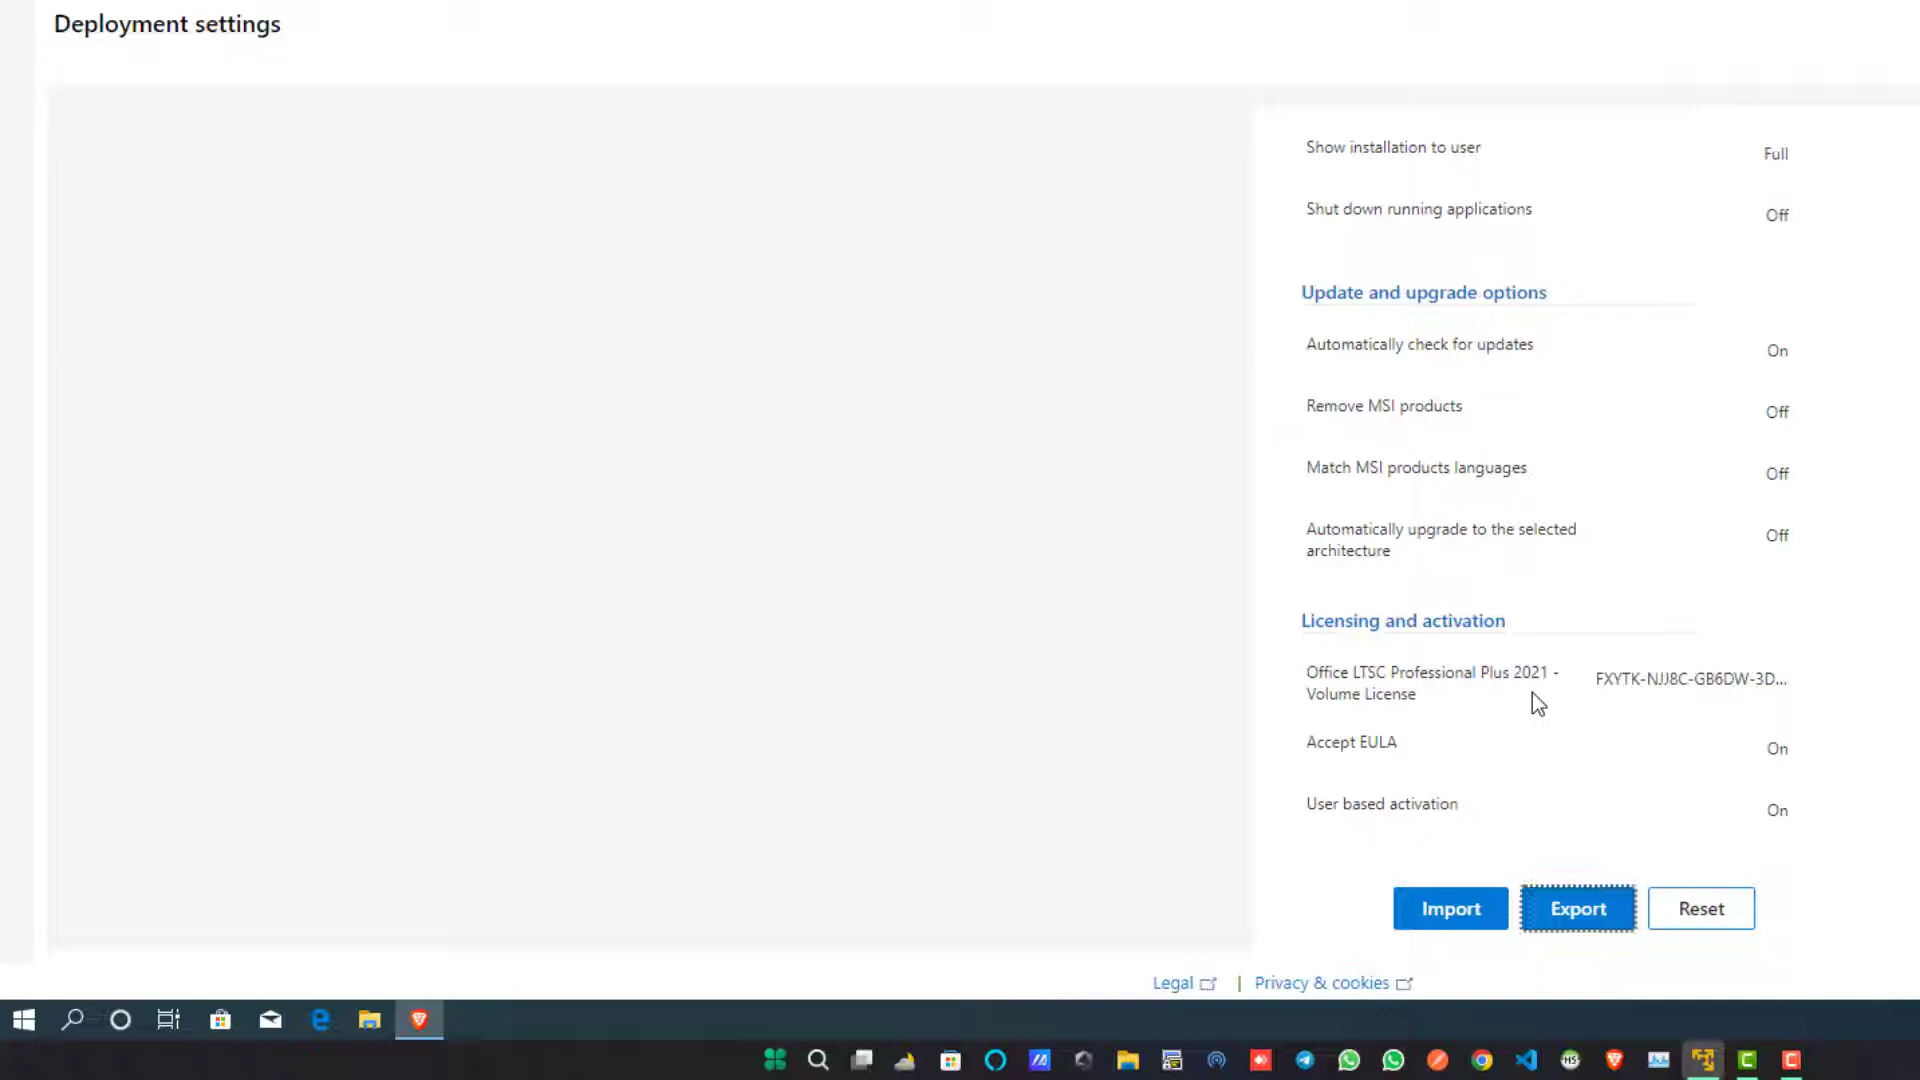 Deployment settings
Show installation to user
Full
Shut down running applications
Off
Update and upgrade options
Automatically check for updates
On
Remove MSI products
Off
Match MSI products languages
Off
Automatically upgrade to the selected
architecture
Off
Licensing and activation
Office LTSC Professional Plus 2021 -
Volume License
FXYTK-NJJ8C-GB6DW-3D...
Accept EULA
On
User based activation
On
Import
Export
Reset
Legal
|
Privacy & cookies